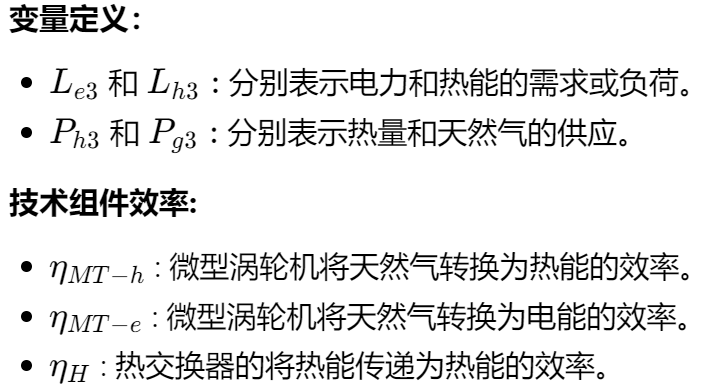 变量定义：
• L_{e3} 和 L_{h3}：分别表示电力和热能的需求或负荷。
• P_{h3} 和 P_{g3}：分别表示热量和天然气的供应。
技术组件效率:
• η_{MT−h} : 微型涡轮机将天然气转换为热能的效率。
• η_{MT−e} : 微型涡轮机将天然气转换为电能的效率。
• η_{H} : 热交换器的将热能传递为热能的效率。